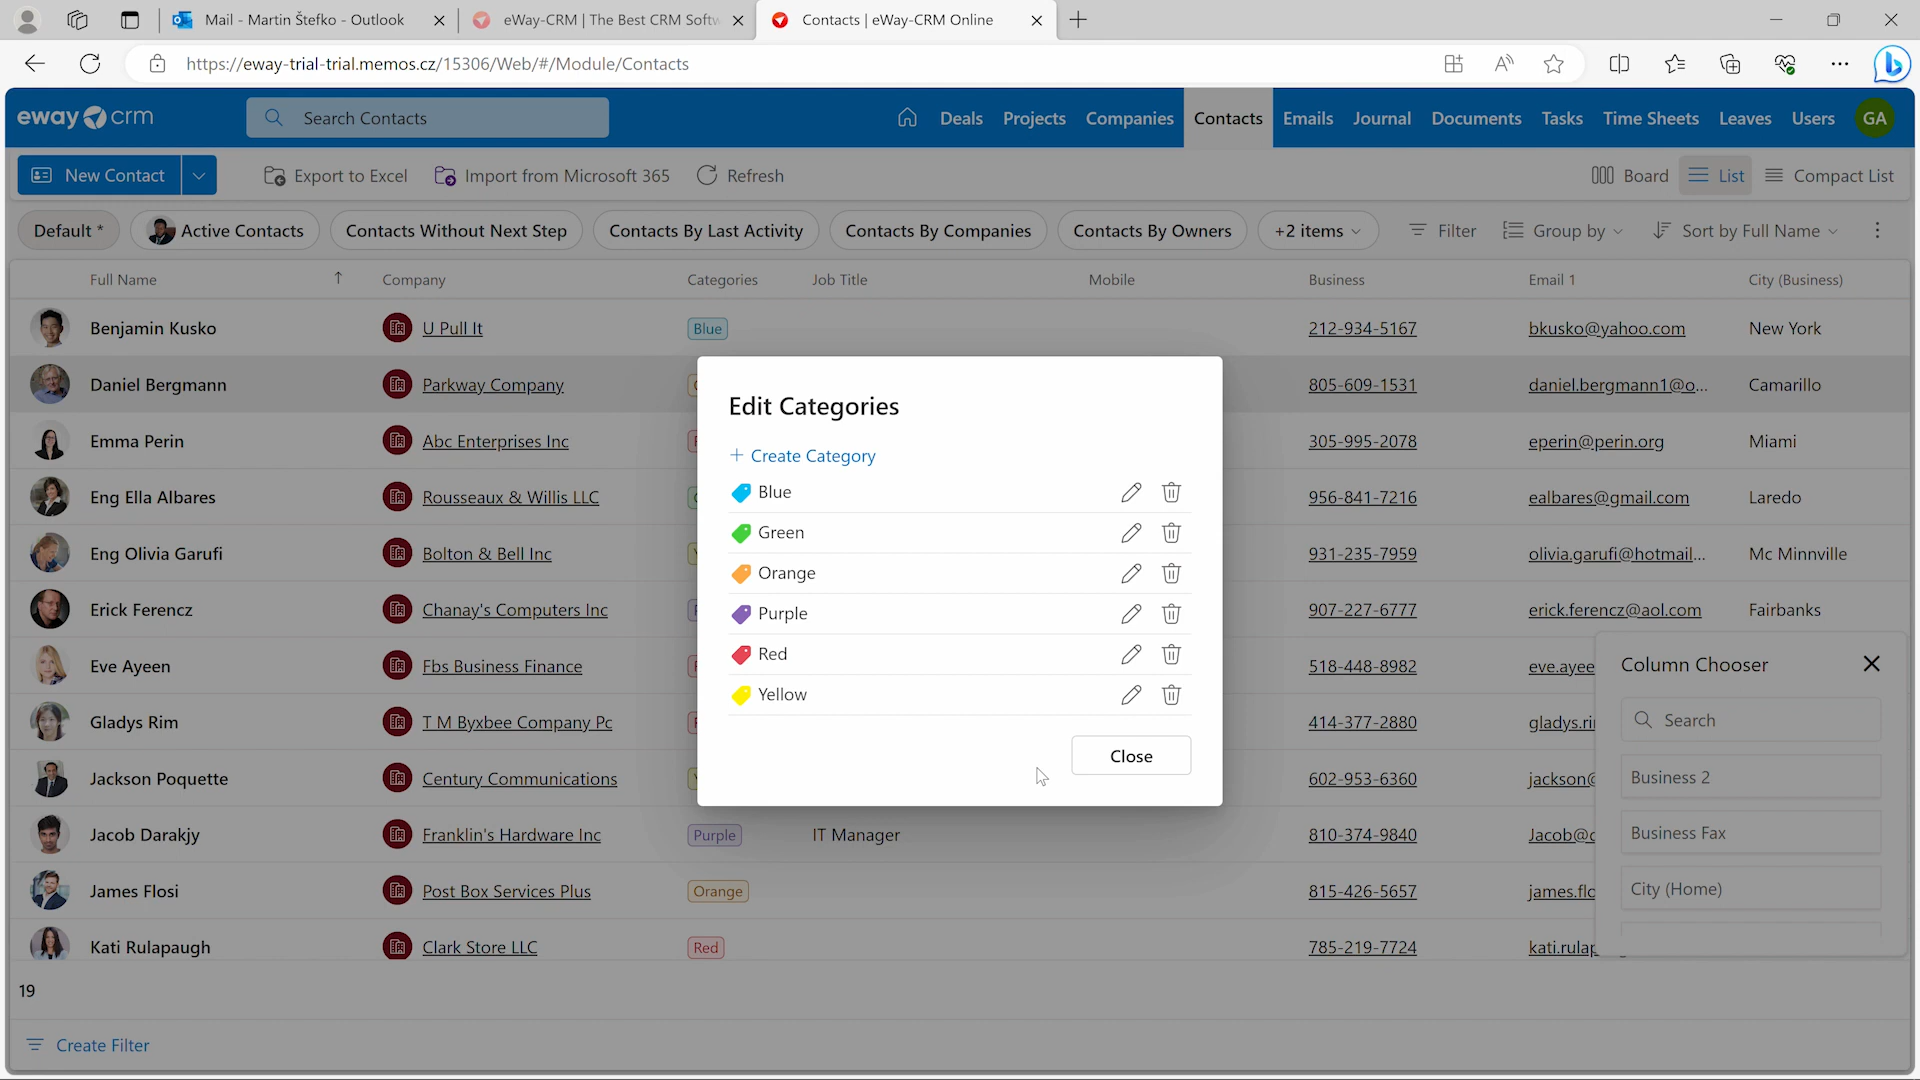 Mail - Martin Štefko - Outlook
eWay-CRM | The Best CRM Softw
Contacts | eWay-CRM Online
https://eway-trial-trial.memos.cz/15306/Web/#/Module/Contacts
eway crm
Search Contacts
Deals Projects Companies Contacts Emails Journal Documents Tasks Time Sheets Leaves Users GA
New Contact Export to Excel Import from Microsoft 365 Refresh Board List Compact List
Default * Active Contacts Contacts Without Next Step Contacts By Last Activity Contacts By Companies Contacts By Owners +2 items Filter Group by Sort by Full Name
Full Name Company Categories Job Title Mobile Business Email 1 City (Business)
Benjamin Kusko U Pull It Blue 212-934-5167 bkusko@yahoo.com New York
Daniel Bergmann Parkway Company 805-609-1531 daniel.bergmann1@o... Camarillo
Emma Perin Abc Enterprises Inc 305-995-2078 eperin@perin.org Miami
Eng Ella Albares Rousseaux & Willis LLC 956-841-7216 ealbares@gmail.com Laredo
Eng Olivia Garufi Bolton & Bell Inc 931-235-7959 olivia.garufi@hotmail... Mc Minnville
Erick Ferencz Chanay's Computers Inc 907-227-6777 erick.ferencz@aol.com Fairbanks
Eve Ayeen Fbs Business Finance 518-448-8982 eve.ayee
Gladys Rim T M Byxbee Company Pc 414-377-2880 gladys.ri
Jackson Poquette Century Communications 602-953-6360 jackson@
Jacob Darakjy Franklin's Hardware Inc Purple IT Manager 810-374-9840 Jacob@
James Flosi Post Box Services Plus Orange 815-426-5657 james.flo
Kati Rulapaugh Clark Store LLC Red 785-219-7724 kati.rulap
19
Create Filter
Edit Categories
+ Create Category
Blue
Green
Orange
Purple
Red
Yellow
Close
Column Chooser
Search
Business 2
Business Fax
City (Home)